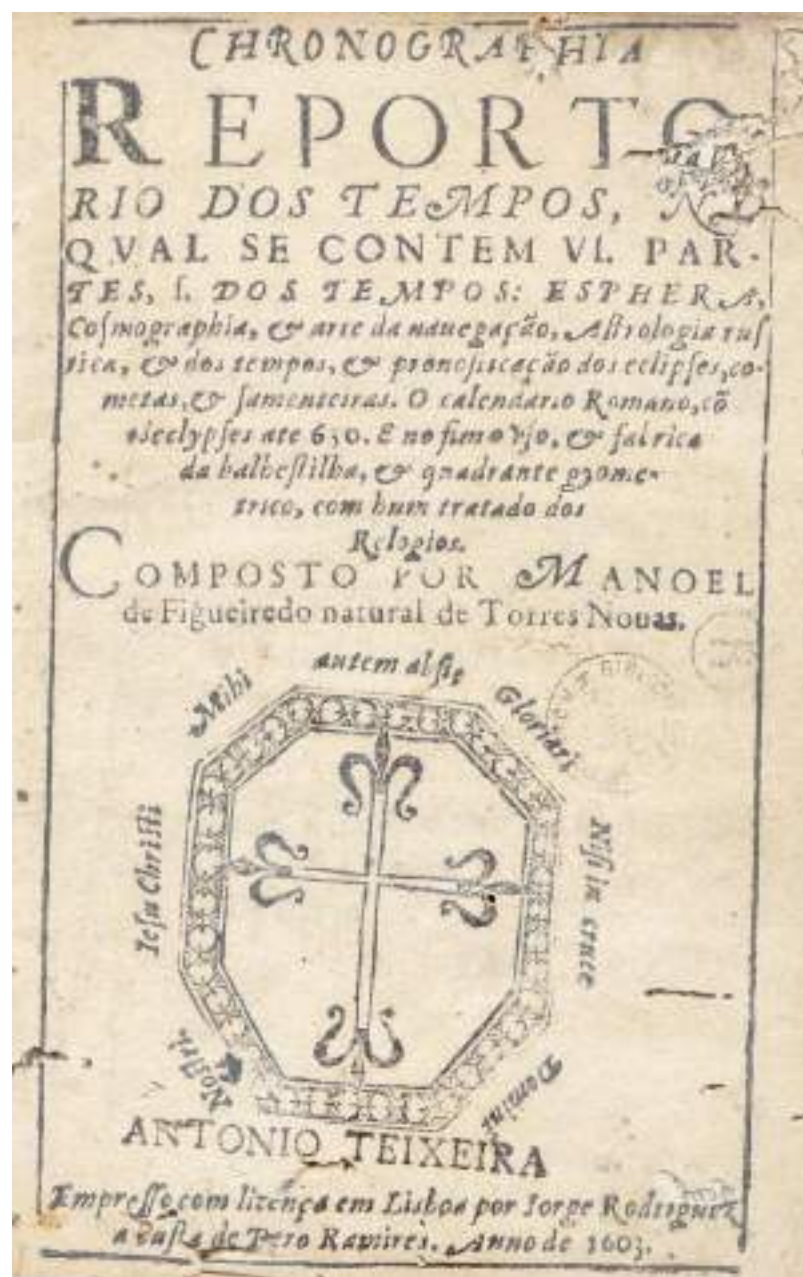 CHRONOGRAPHIA
REPORTO
RIO DOS TEMPOS, NO
QVAL SE CONTEM VI. PAR-
TES, ſ. DOS TEMPOS: ESPHERA,
Coſmographia, & arte da nauegação, Aſtrologia ruſ
tica, & dos tempos, & pronoſticação dos eclipſes, co-
metas, & ſementeiras. O calendario Romano, cõ
os eclypſes ate 630. E no fim o vſo, & fabrica
da balheſtilha, & quadrante gyome-
trico, com hum tratado dos
Relogios.
COMPOSTO POR MANOEL
de Figueiredo natural de Torres Nouas.
Mihi
autem abſit
Gloriari
Niſi in cruce
Domini
Noſtri.
Ieſu Chriſti
ANTONIO TEIXEIRA
Empreſſo com licença em Lisboa por Iorge Rodriguez
a cuſta de Pero Ramires. Anno de 1603.